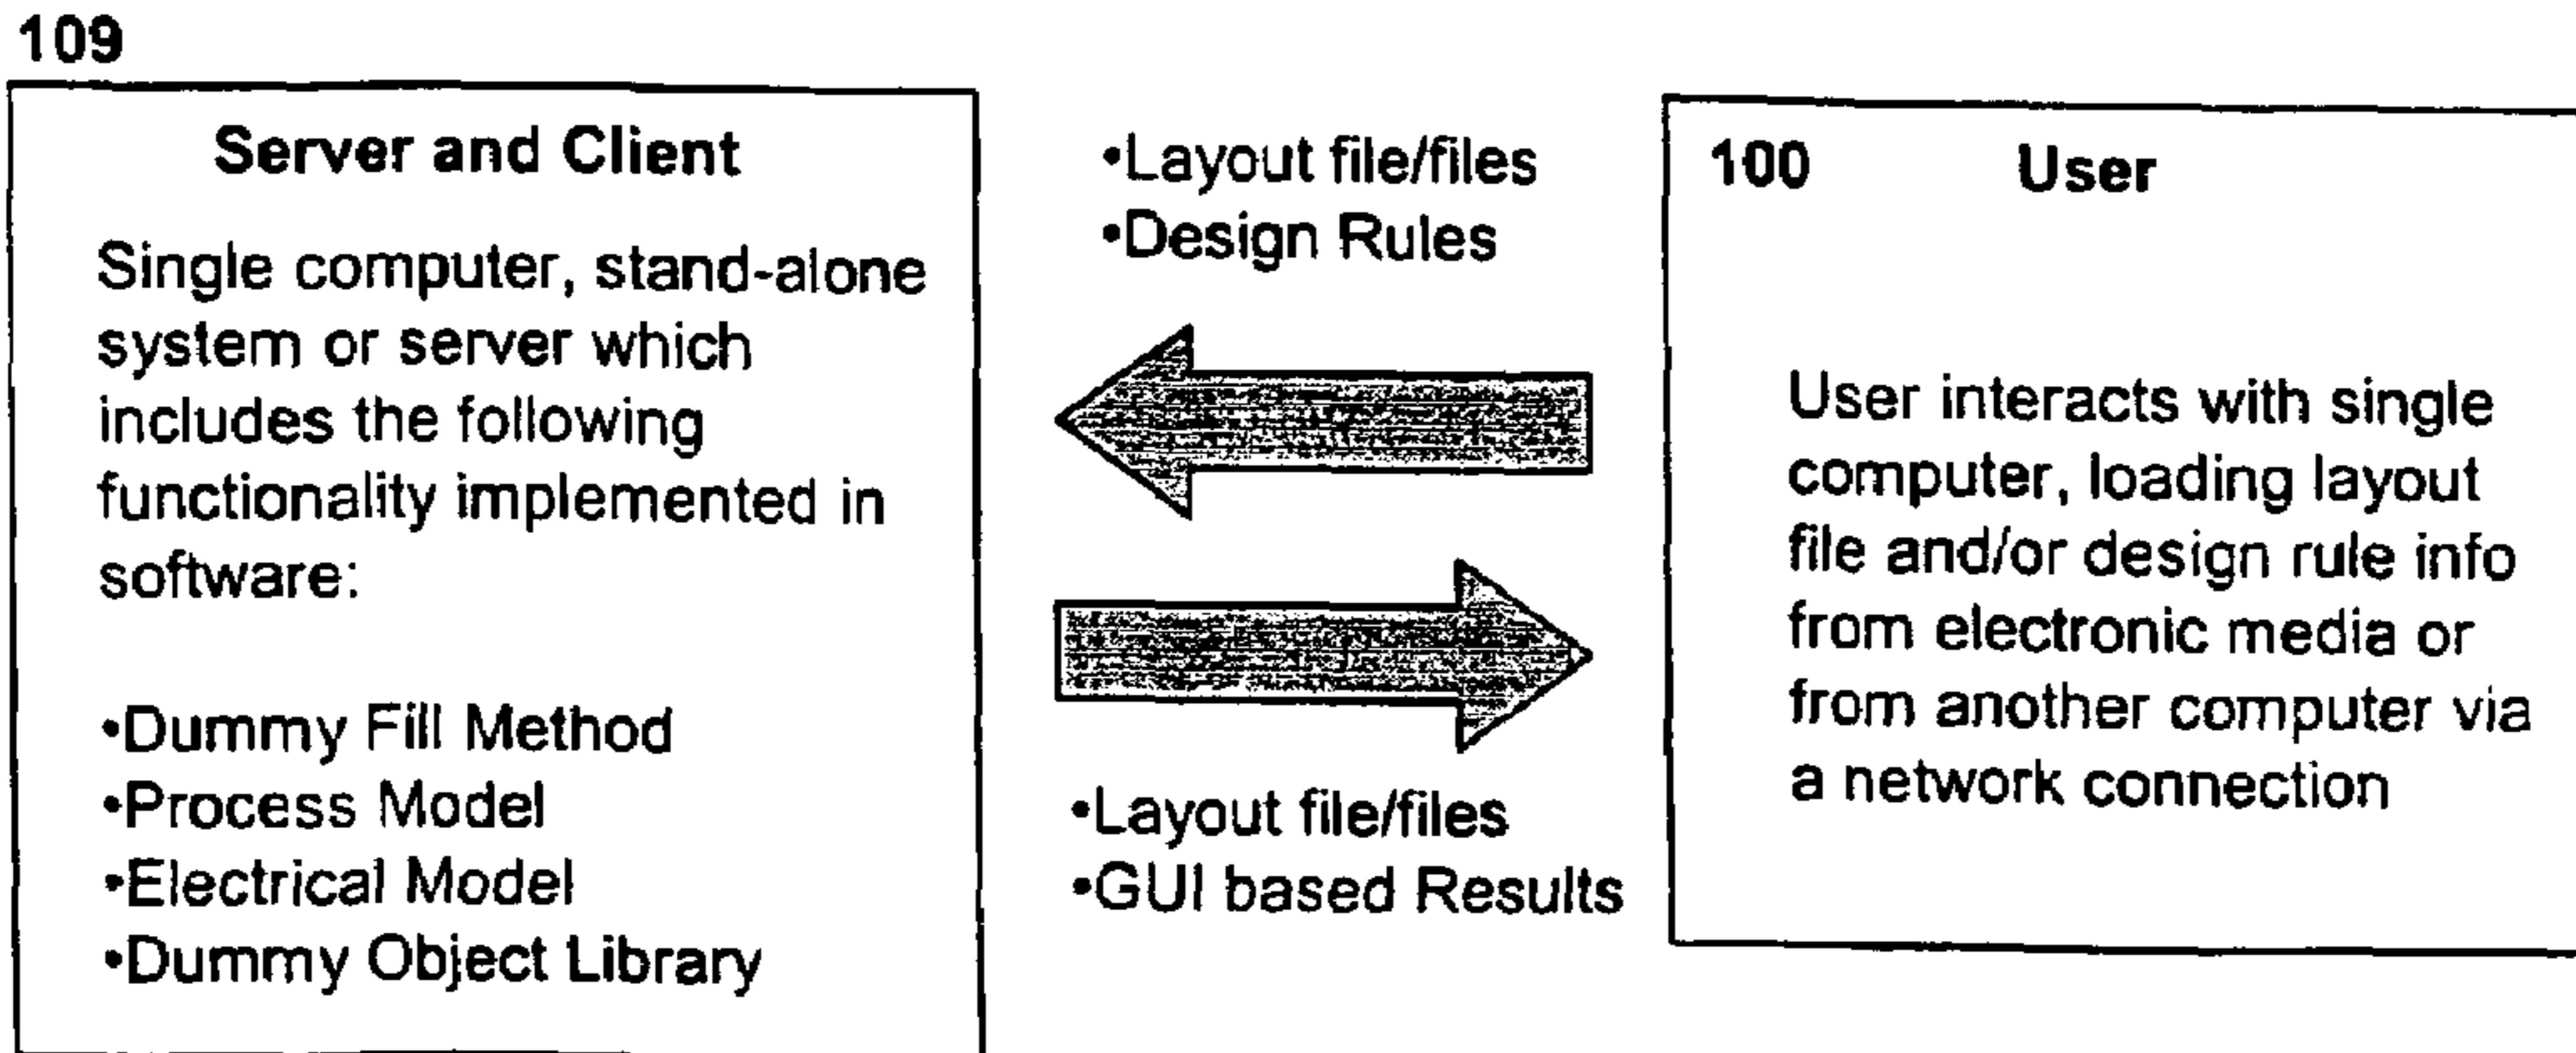 109
Server and Client
Single computer, stand-alone
system or server which
includes the following
functionality implemented in
software:
•Dummy Fill Method
•Process Model
•Electrical Model
•Dummy Object Library
•Layout file/files
•Design Rules
•Layout file/files
•GUI based Results
100 User
User interacts with single
computer, loading layout
file and/or design rule info
from electronic media or
from another computer via
a network connection